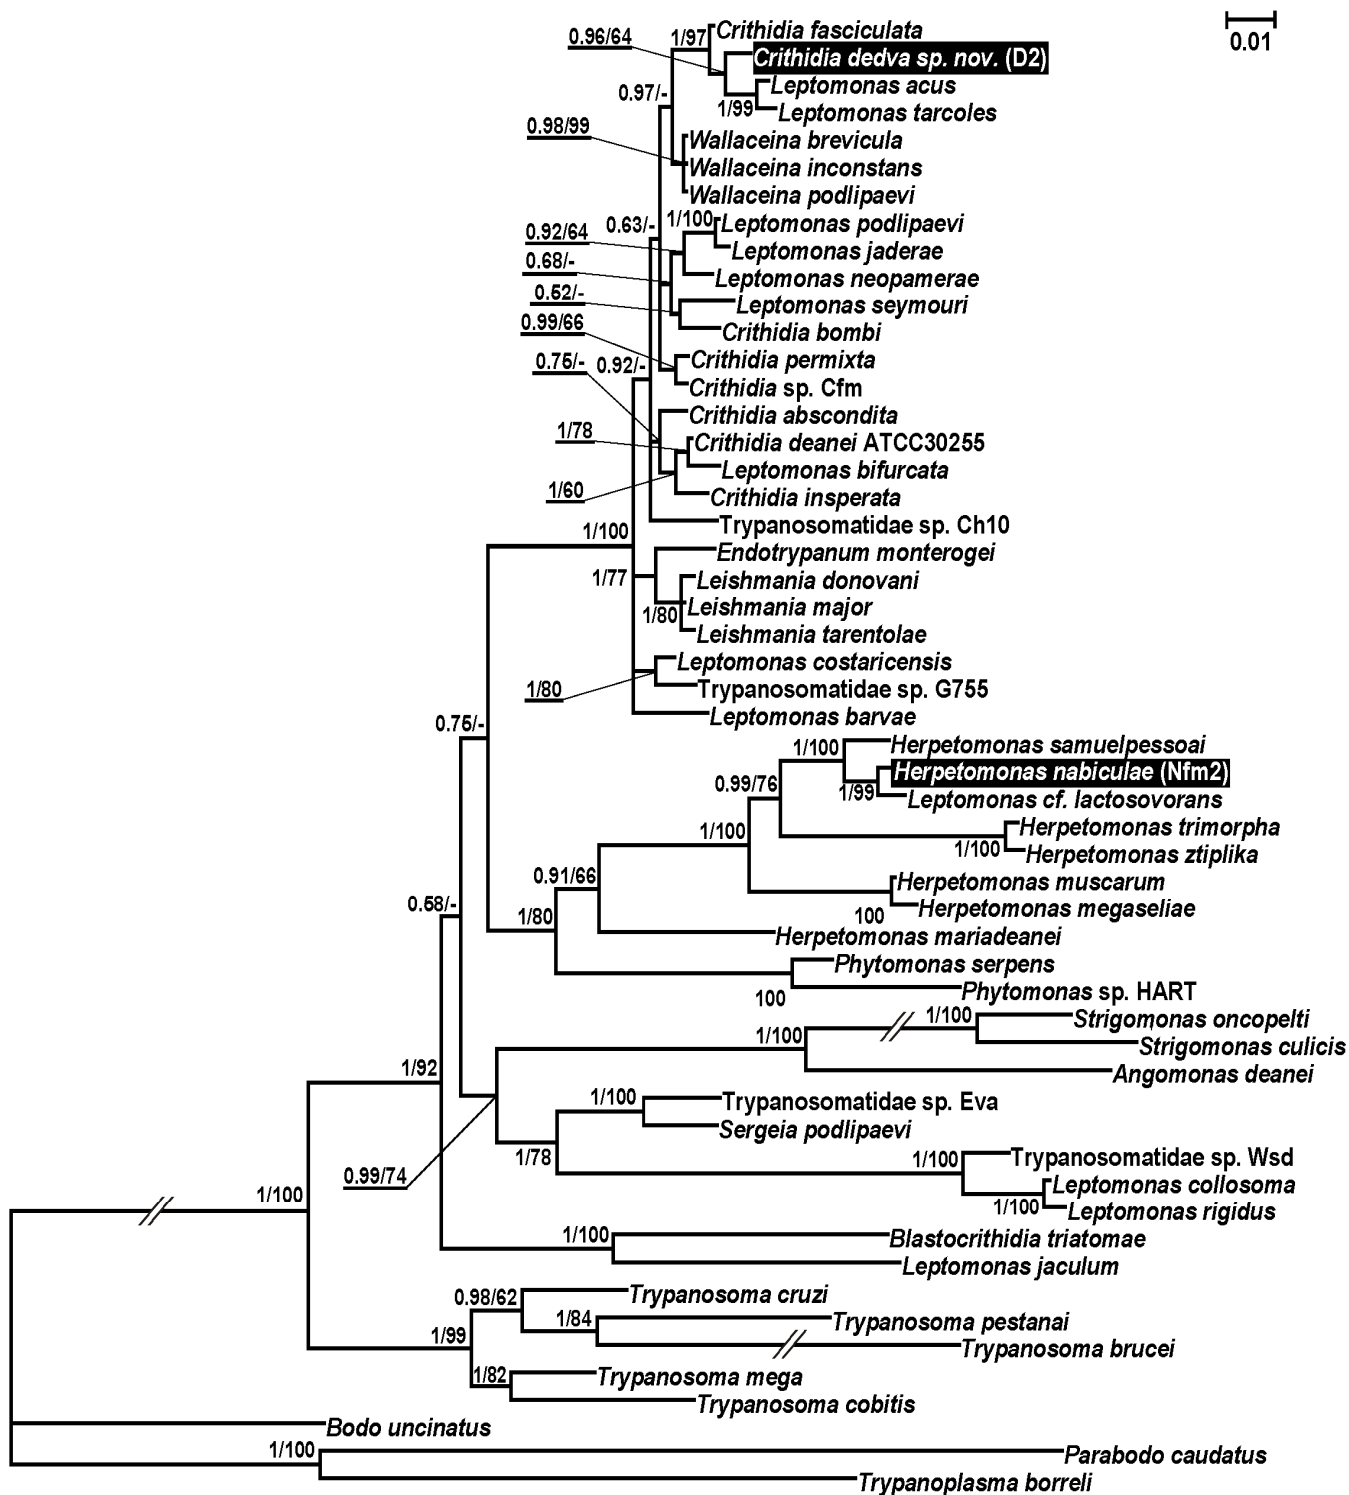 Crithidia fasciculata
0.01
0.96/64
1/97
Crithidia dedva sp. nov. (D2)
Leptomonas acus
0.97/-
1/99
Leptomonas tarcoles
0.98/99
Wallaceina brevicula
Wallaceina inconstans
Wallaceina podlipaevi
1/100
Leptomonas podlipaevi
0.63/-
0.92/64
Leptomonas jaderae
0.68/-
Leptomonas neopamerae
0.52/-
Leptomonas seymouri
0.99/66
Crithidia bombi
0.75/-
0.92/-
Crithidia permixta
Crithidia sp. Cfm
Crithidia abscondita
1/78
Crithidia deanei ATCC30255
Leptomonas bifurcata
1/60
Crithidia insperata
1/100
Trypanosomatidae sp. Ch10
Endotrypanum monterogei
1/77
Leishmania donovani
1/80
Leishmania major
Leishmania tarentolae
Leptomonas costaricensis
1/80
Trypanosomatidae sp. G755
Leptomonas barvae
0.75/-
1/100
Herpetomonas samuelpessoai
0.99/76
Herpetomonas nabiculae (Nfm2)
1/99
Leptomonas cf. lactosovorans
1/100
Herpetomonas trimorpha
1/100
Herpetomonas ztiplika
0.91/66
Herpetomonas muscarum
0.58/-
1/80
100
Herpetomonas megaseliae
Herpetomonas mariadeanei
Phytomonas serpens
100
Phytomonas sp. HART
1/100
Strigomonas oncopelti
1/100
Strigomonas culicis
1/92
Angomonas deanei
1/100
Trypanosomatidae sp. Eva
Sergeia podlipaevi
1/78
1/100
Trypanosomatidae sp. Wsd
0.99/74
Leptomonas collosoma
1/100
1/100
Leptomonas rigidus
1/100
Blastocrithidia triatomae
Leptomonas jaculum
0.98/62
Trypanosoma cruzi
1/84
Trypanosoma pestanai
1/99
Trypanosoma brucei
1/82
Trypanosoma mega
Trypanosoma cobitis
Bodo uncinatus
1/100
Parabodo caudatus
Trypanoplasma borreli